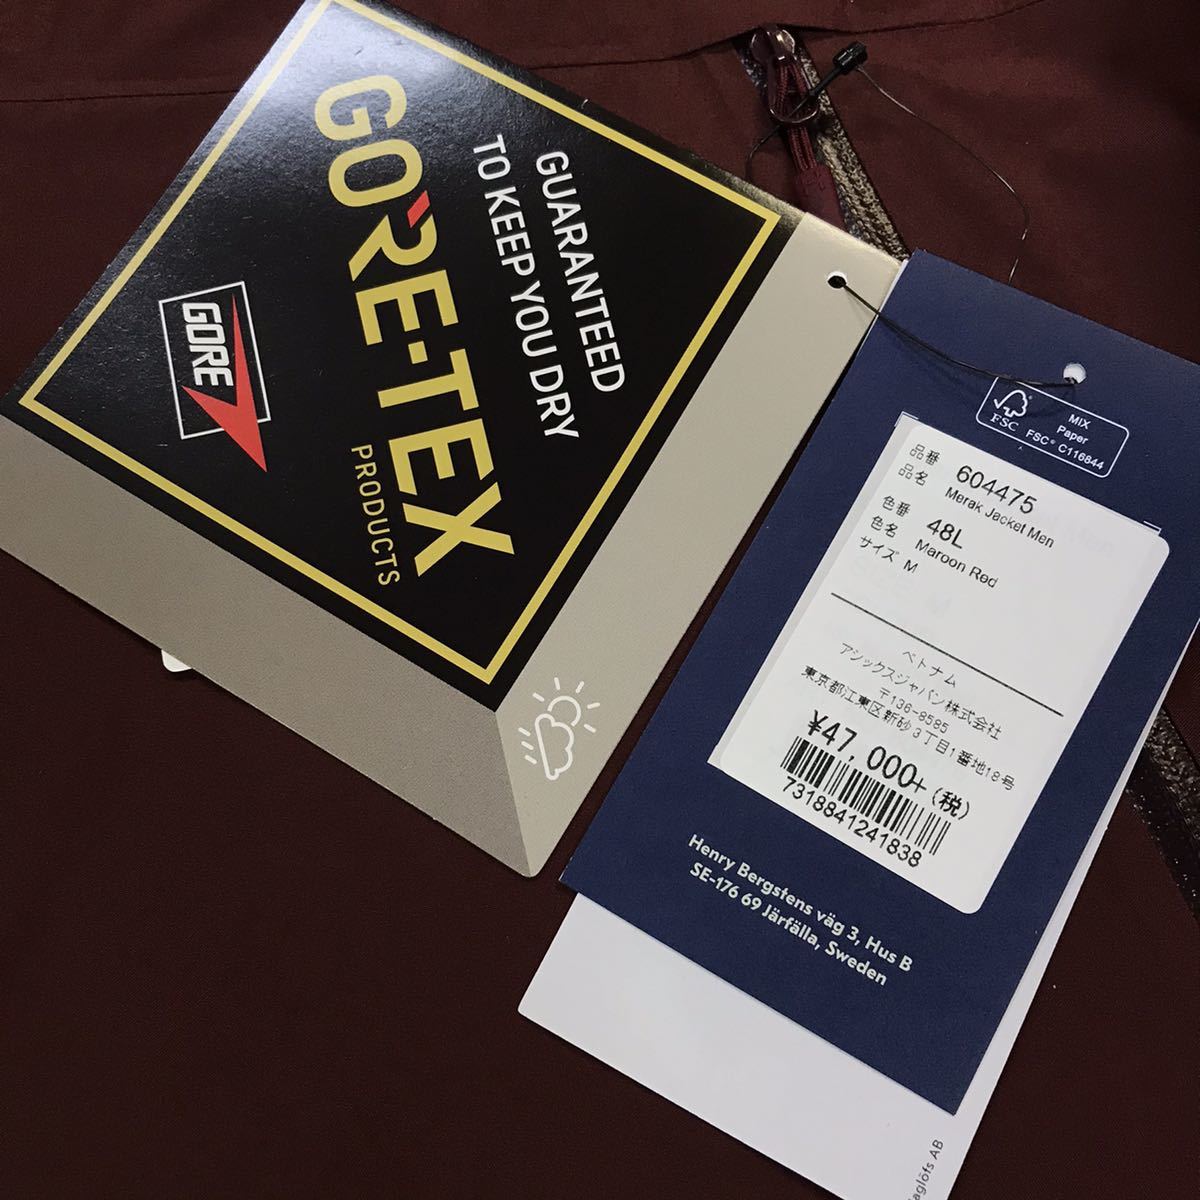 GUARANTEED
TO KEEP YOU DRY
GORE-TEX
PRODUCTS
GORE
FSC
MIX
Paper
FSC® C116844
品番 604475
品名 Merak Jacket Men
色番 48L
色名 Maroon Red
サイズ M
ベトナム
アシックスジャパン株式会社
〒136-8585
東京都江東区新砂3丁目1番地18号
¥47,000+(税)
7318841241838
Henry Bergstens väg 3, Hus B
SE-176 69 Järfälla, Sweden
aglöfs AB